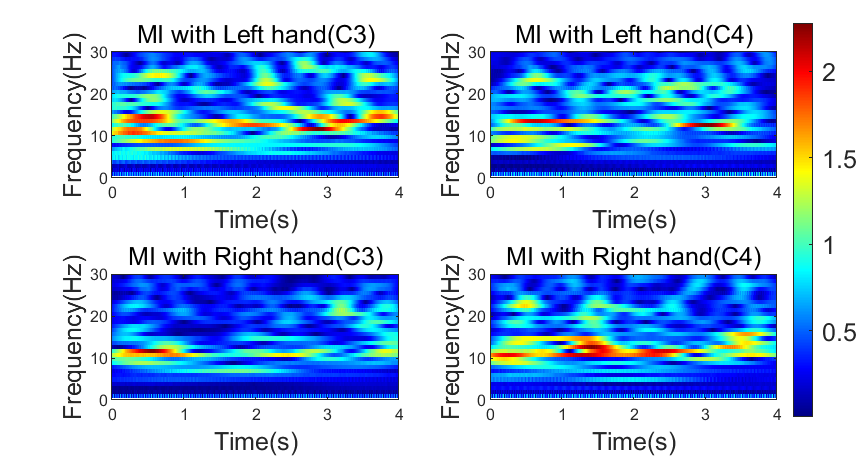 MI with Left hand(C3)
Frequency(Hz)
30
20
10
0
0 1 2 3 4
Time(s)
MI with Left hand(C4)
Frequency(Hz)
30
20
10
0
0 1 2 3 4
Time(s)
2
1.5
1
0.5
MI with Right hand(C3)
Frequency(Hz)
30
20
10
0
0 1 2 3 4
Time(s)
MI with Right hand(C4)
Frequency(Hz)
30
20
10
0
0 1 2 3 4
Time(s)